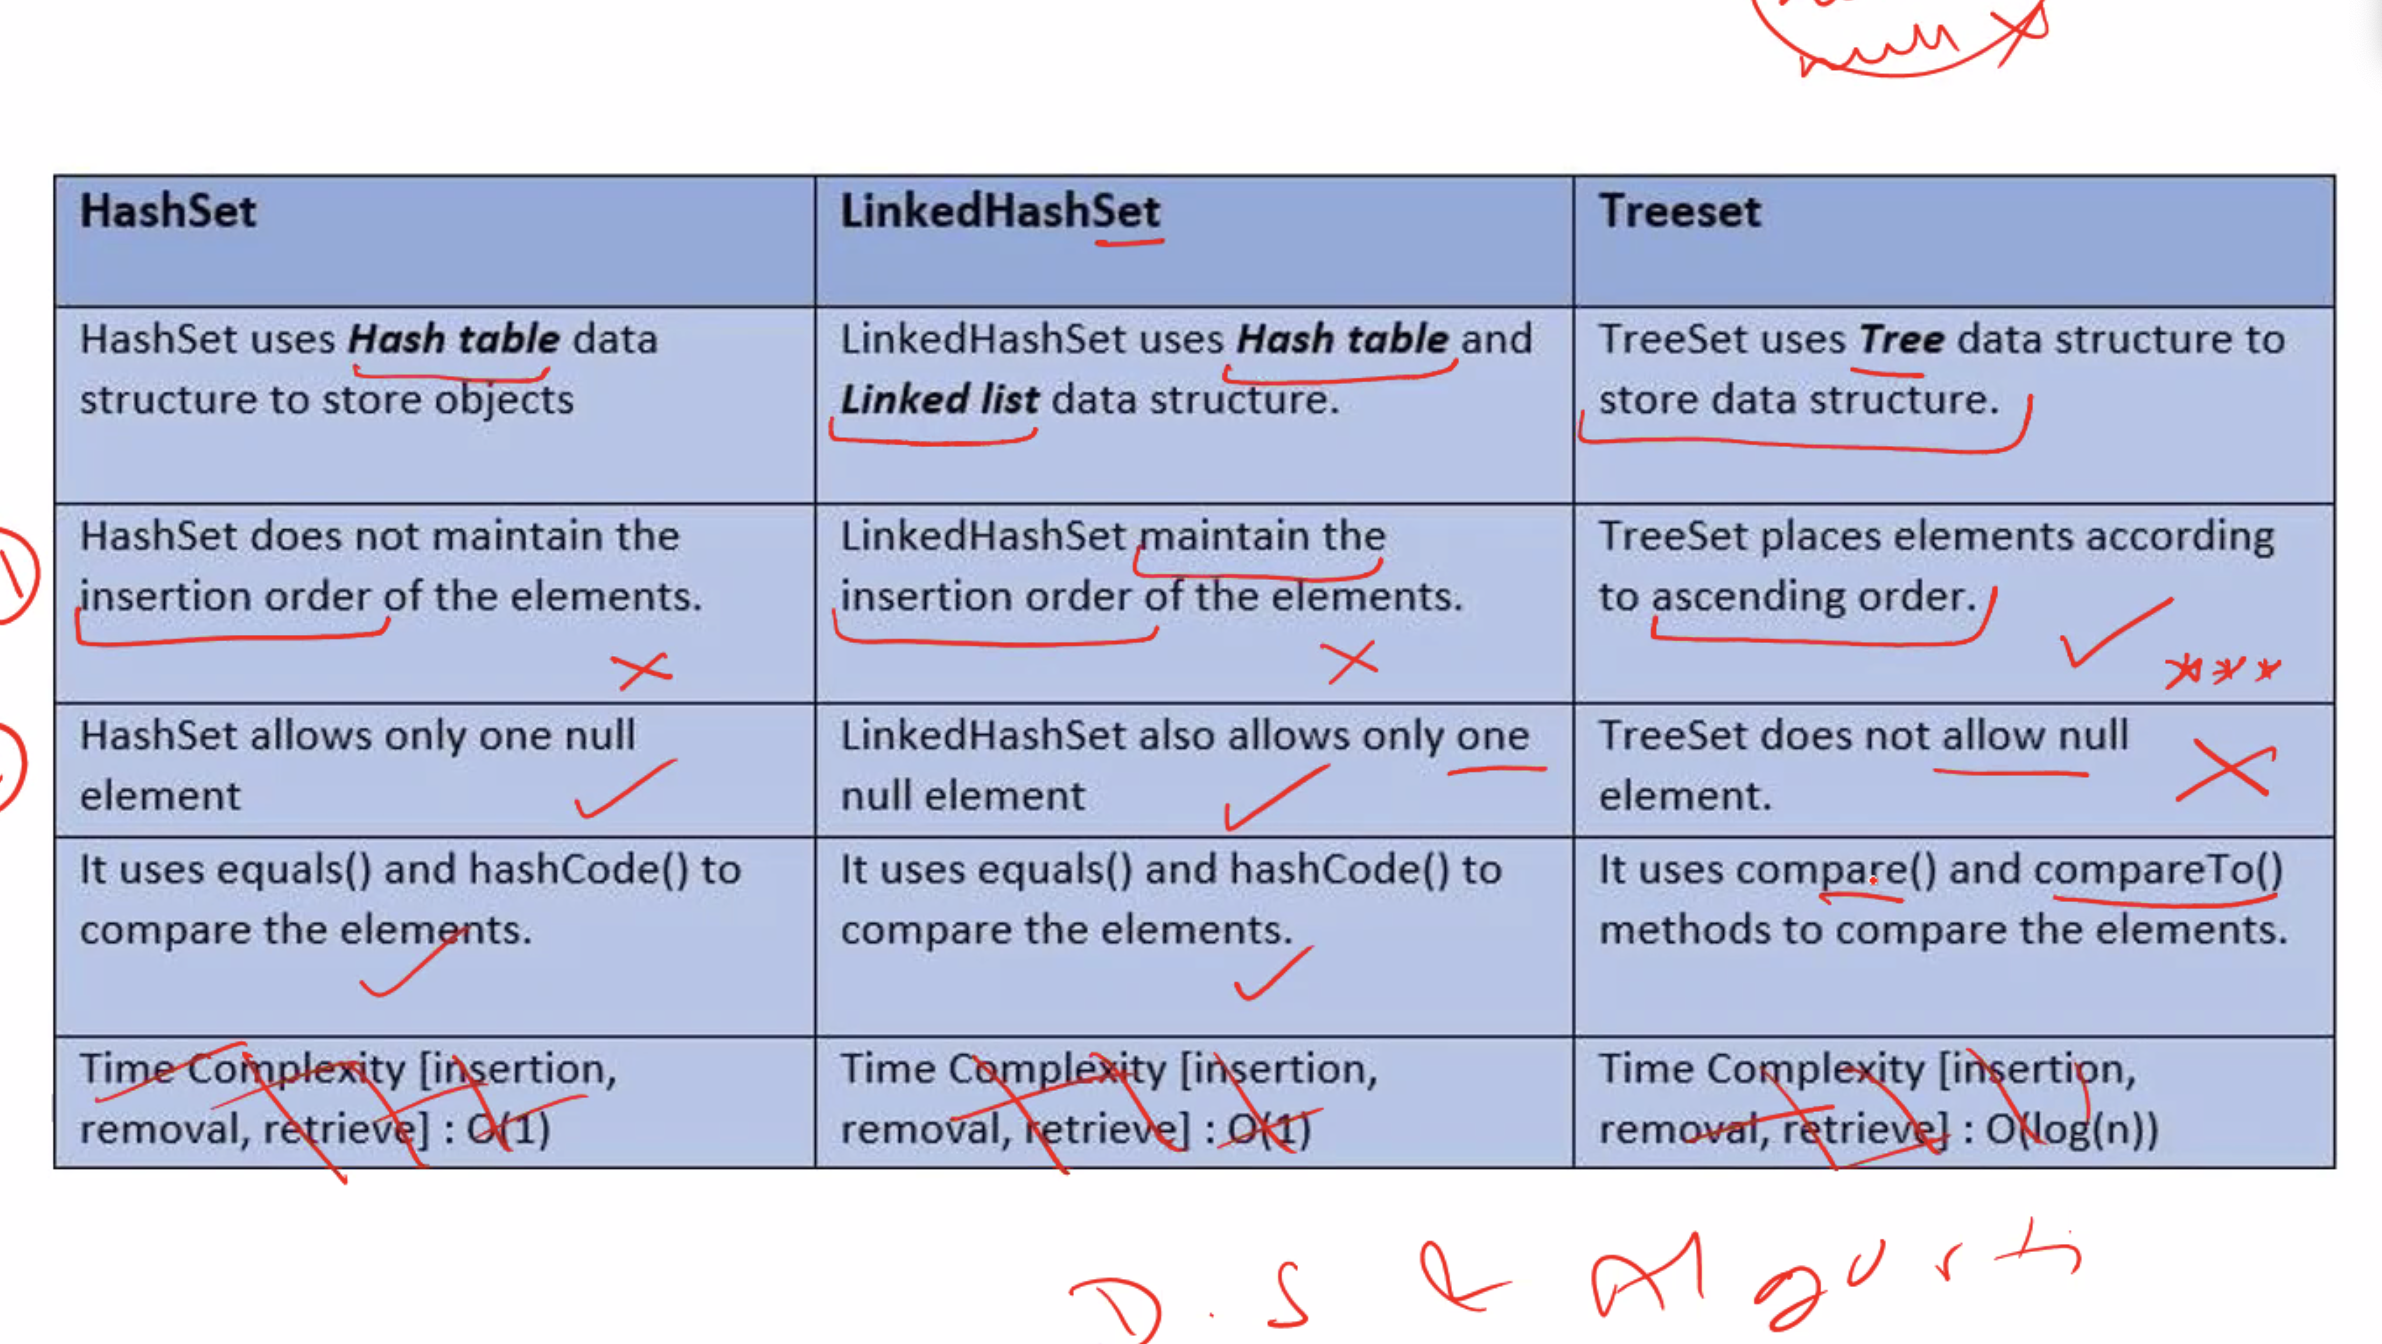 null
HashSet
LinkedHashSet
Treeset
HashSet uses Hash table data
structure to store objects
LinkedHashSet uses Hash table and
Linked list data structure.
TreeSet uses Tree data structure to
store data structure.
HashSet does not maintain the
insertion order of the elements.
LinkedHashSet maintain the
insertion order of the elements.
TreeSet places elements according
to ascending order.
***
HashSet allows only one null
element
LinkedHashSet also allows only one
null element
TreeSet does not allow null
element.
It uses equals() and hashCode() to
compare the elements.
It uses equals() and hashCode() to
compare the elements.
It uses compare() and compareTo()
methods to compare the elements.
Time Complexity [insertion,
removal, retrieve] : O(1)
Time Complexity [insertion,
removal, retrieve] : O(1)
Time Complexity [insertion,
removal, retrieve] : O(log(n))
D.S &